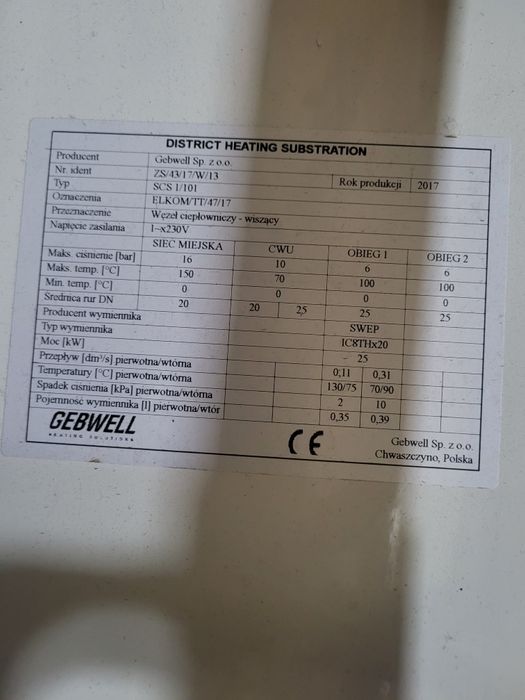 DISTRICT HEATING SUBSTRATION
Producent Gebwell Sp. z o.o.
Nr. ident ZS/43/17/W/13 Rok produkcji 2017
Typ SCS 1/101
Oznaczenia ELKOM/TT/47/17
Przeznaczenie Węzeł ciepłowniczy - wiszący
Napięcie zasilania 1~x230V
SIEC MIEJSKA CWU OBIEG 1 OBIEG 2
Maks. ciśnienie [bar] 16 10 6 6
Maks. temp. [°C] 150 70 100 100
Min. temp. [°C] 0 0 0 0
Średnica rur DN 20 20 25 25 25
Producent wymiennika SWEP
Typ wymiennika IC8THx20
Moc [kW] 25
Przepływ [dm³/s] pierwotna/wtórna 0,11 0,31
Temperatury [°C] pierwotna/wtórna 130/75 70/90
Spadek ciśnienia [kPa] pierwotna/wtórna 2 10
Pojemność wymiennika [l] pierwotna/wtór 0,35 0,39
GEBWELL
HEATING SOLUTIONS
CE
Gebwell Sp. z o.o.
Chwaszczyno, Polska